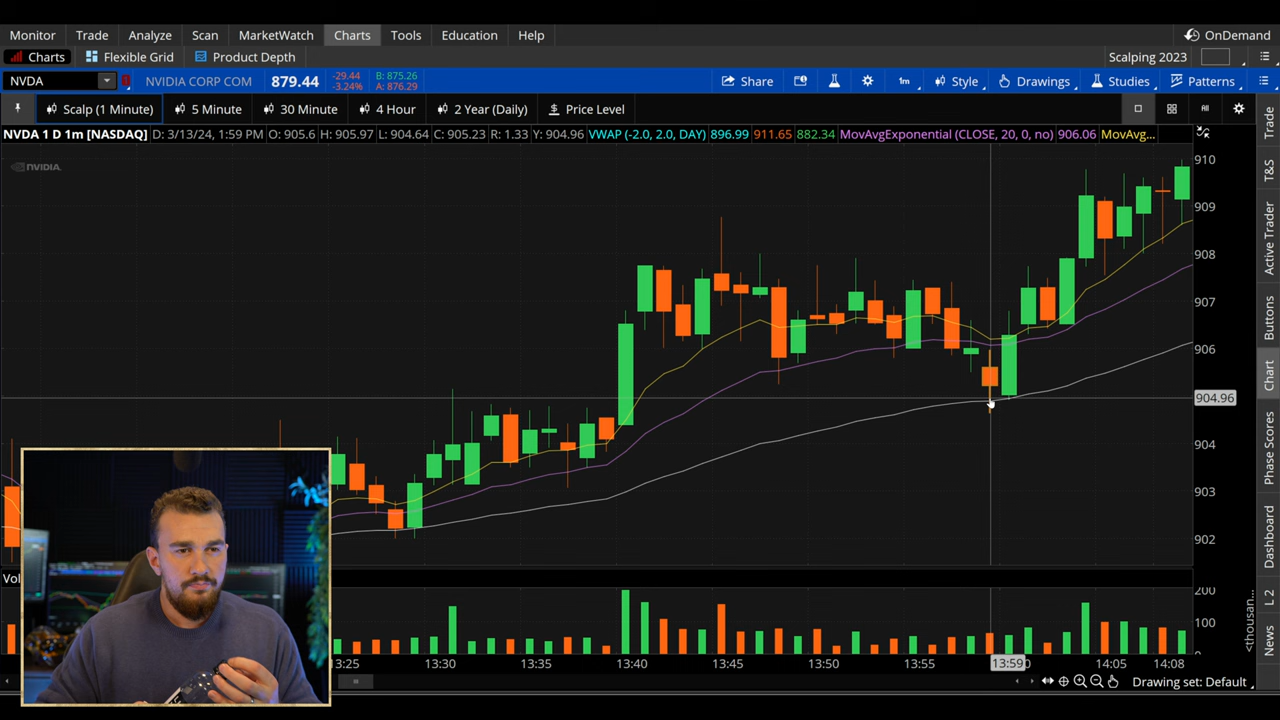 Monitor Trade Analyze Scan MarketWatch Charts Tools Education Help OnDemand
Charts Flexible Grid Product Depth Scalping 2023
NVDA NVIDIA CORP COM 879.44 -29.44 -3.24% B: 875.26 A: 876.29 Share 1m Style Drawings Studies Patterns
Scalp (1 Minute) 5 Minute 30 Minute 4 Hour 2 Year (Daily) Price Level
NVDA 1 D 1m [NASDAQ] D: 3/13/24, 1:59 PM O: 905.6 H: 905.97 L: 904.64 C: 905.23 R: 1.33 Y: 904.96 VWAP (-2.0, 2.0, DAY) 896.99 911.65 882.34 MovAvgExponential (CLOSE, 20, 0, no) 906.06 MovAvg...
NVIDIA.
910
909
908
907
906
904.96
904
903
902
Vol
200
100
<thousan...
13:25 13:30 13:35 13:40 13:45 13:50 13:55 13:59 14:05 14:08
Drawing set: Default
Trade
T&S
Active Trader
Buttons
Chart
Phase Scores
Dashboard
L 2
News